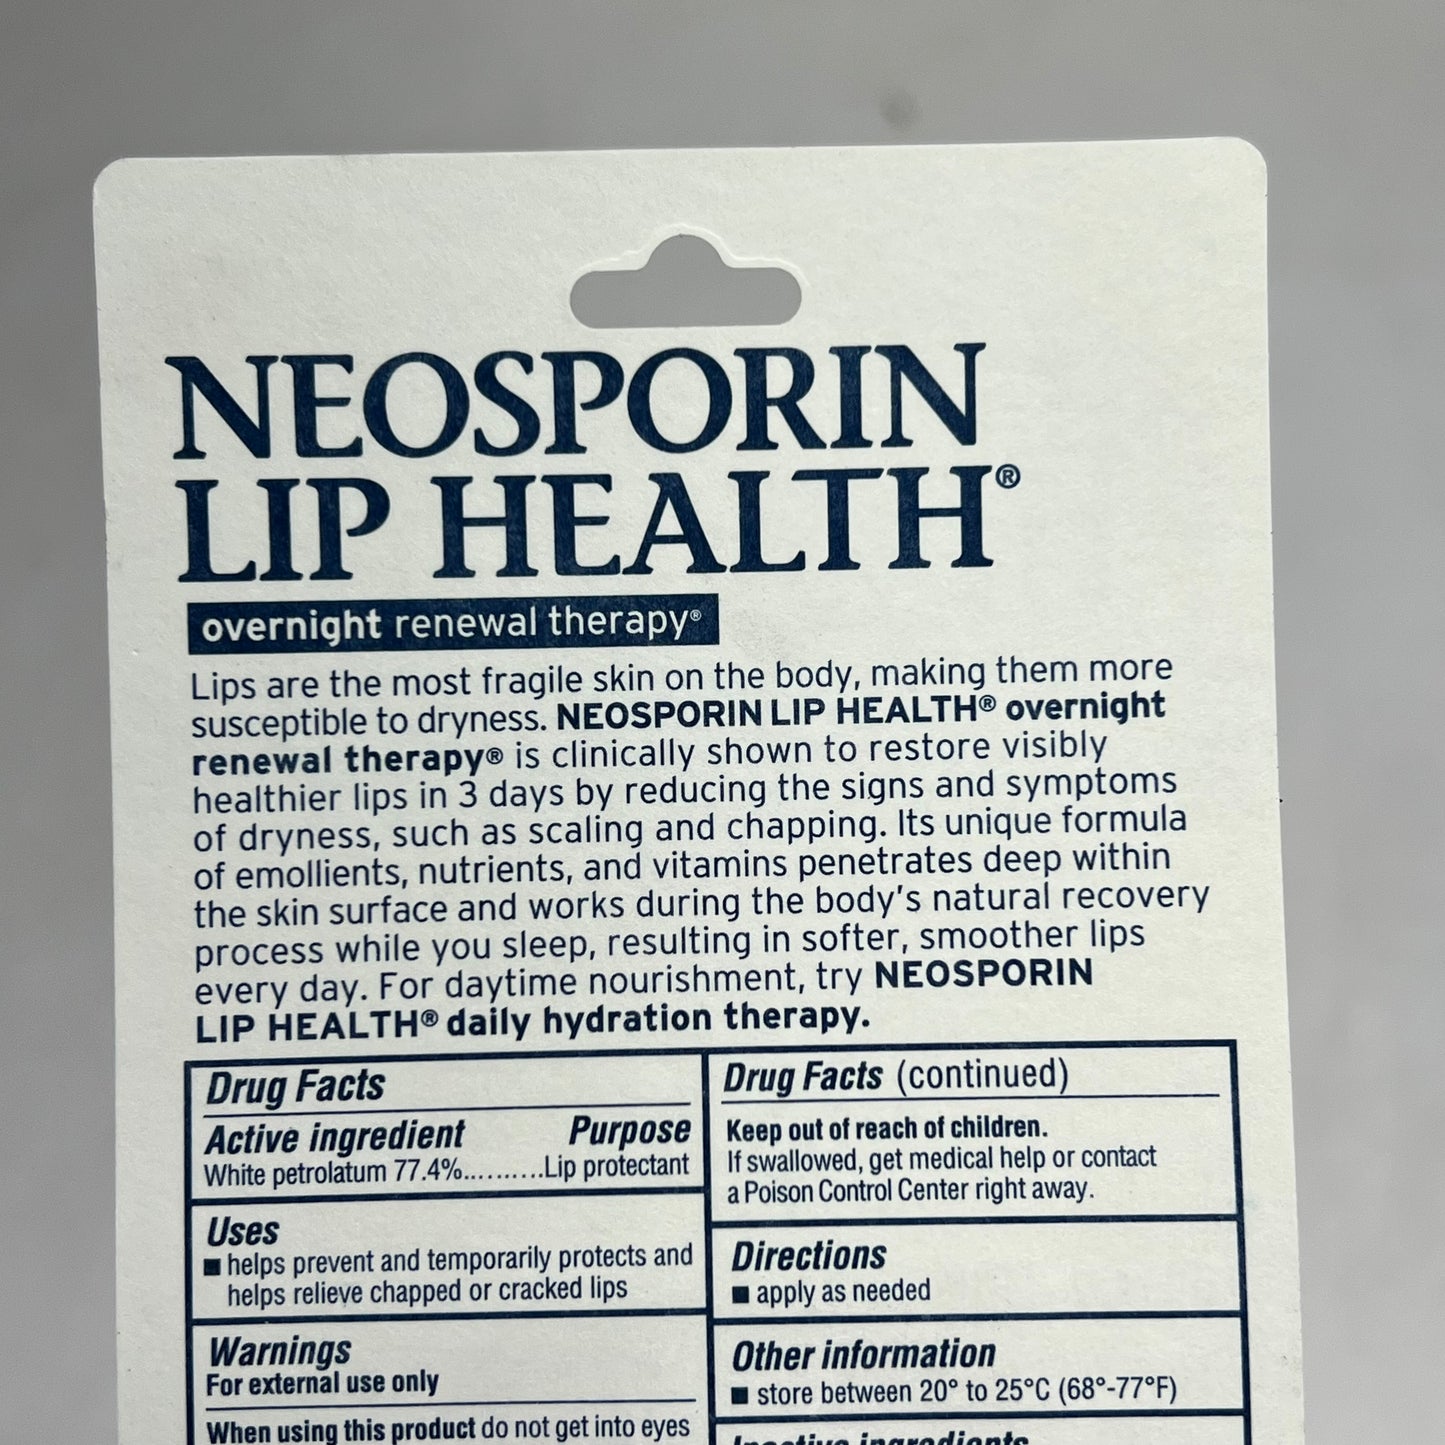 NEOSPORIN
LIP HEALTH®
overnight renewal therapy®
Lips are the most fragile skin on the body, making them more
susceptible to dryness. NEOSPORIN LIP HEALTH® overnight
renewal therapy® is clinically shown to restore visibly
healthier lips in 3 days by reducing the signs and symptoms
of dryness, such as scaling and chapping. Its unique formula
of emollients, nutrients, and vitamins penetrates deep within
the skin surface and works during the body's natural recovery
process while you sleep, resulting in softer, smoother lips
every day. For daytime nourishment, try NEOSPORIN
LIP HEALTH® daily hydration therapy.
Drug Facts
Active ingredient Purpose
White petrolatum 77.4%..........Lip protectant
Uses
■ helps prevent and temporarily protects and
helps relieve chapped or cracked lips
Warnings
For external use only
When using this product do not get into eyes
Drug Facts (continued)
Keep out of reach of children.
If swallowed, get medical help or contact
a Poison Control Center right away.
Directions
■ apply as needed
Other information
■ store between 20° to 25°C (68°-77°F)
Inactive ingredients